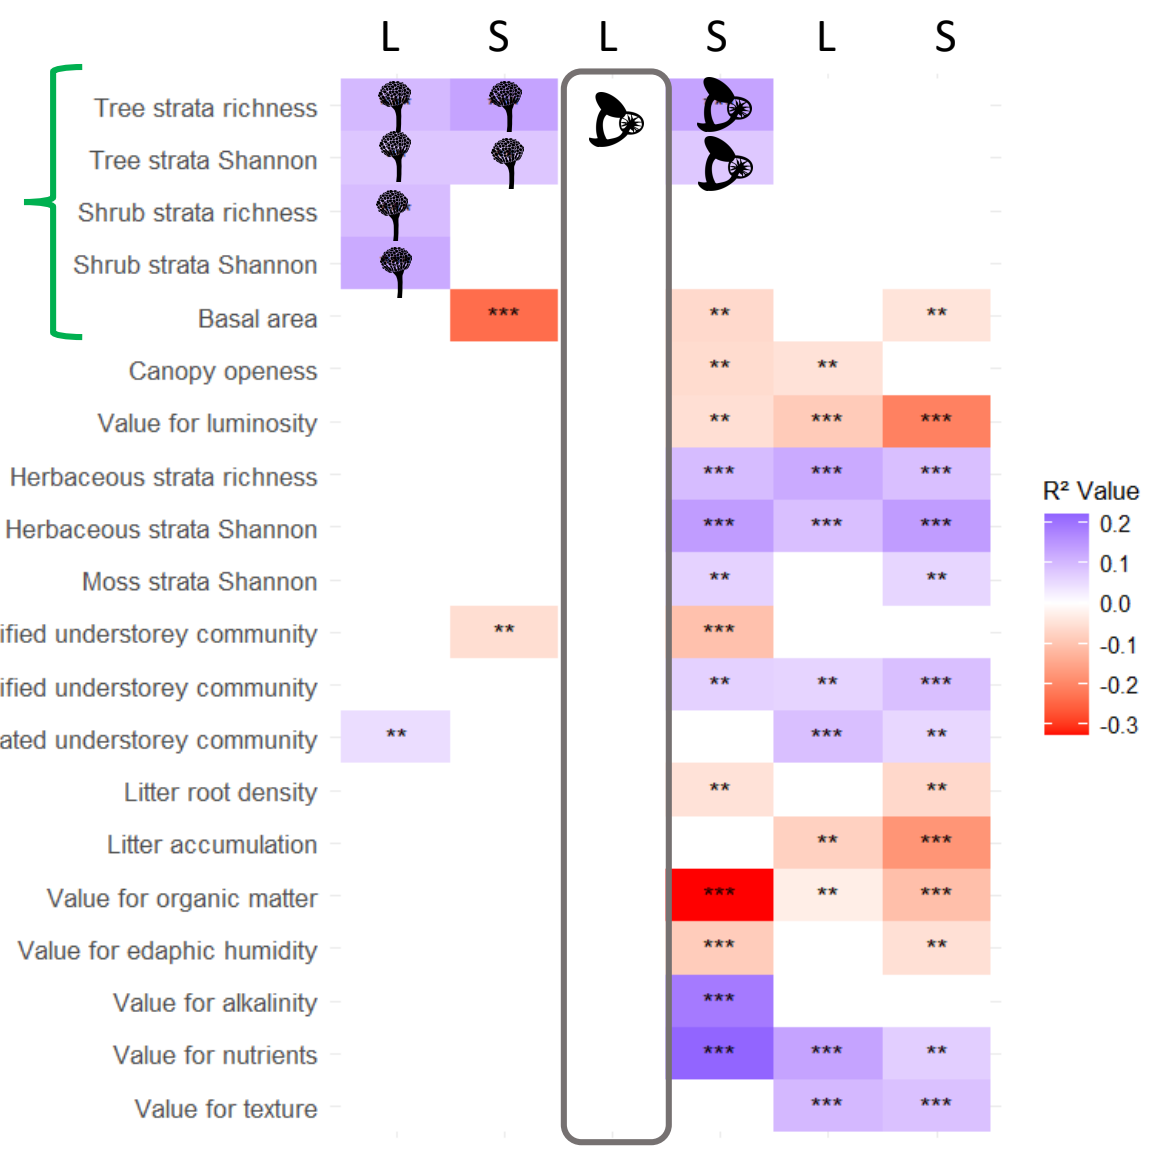 L S L S L S
Tree strata richness
Tree strata Shannon
Shrub strata richness
Shrub strata Shannon
Basal area *** ** **
Canopy openess ** **
Value for luminosity ** *** ***
Herbaceous strata richness *** *** ***
Herbaceous strata Shannon *** *** ***
Moss strata Shannon ** **
ified understorey community ** ***
ified understorey community ** ** ***
ated understorey community ** *** **
Litter root density ** **
Litter accumulation ** ***
Value for organic matter *** ** ***
Value for edaphic humidity *** **
Value for alkalinity ***
Value for nutrients *** *** **
Value for texture *** ***
R² Value
0.2
0.1
0.0
-0.1
-0.2
-0.3